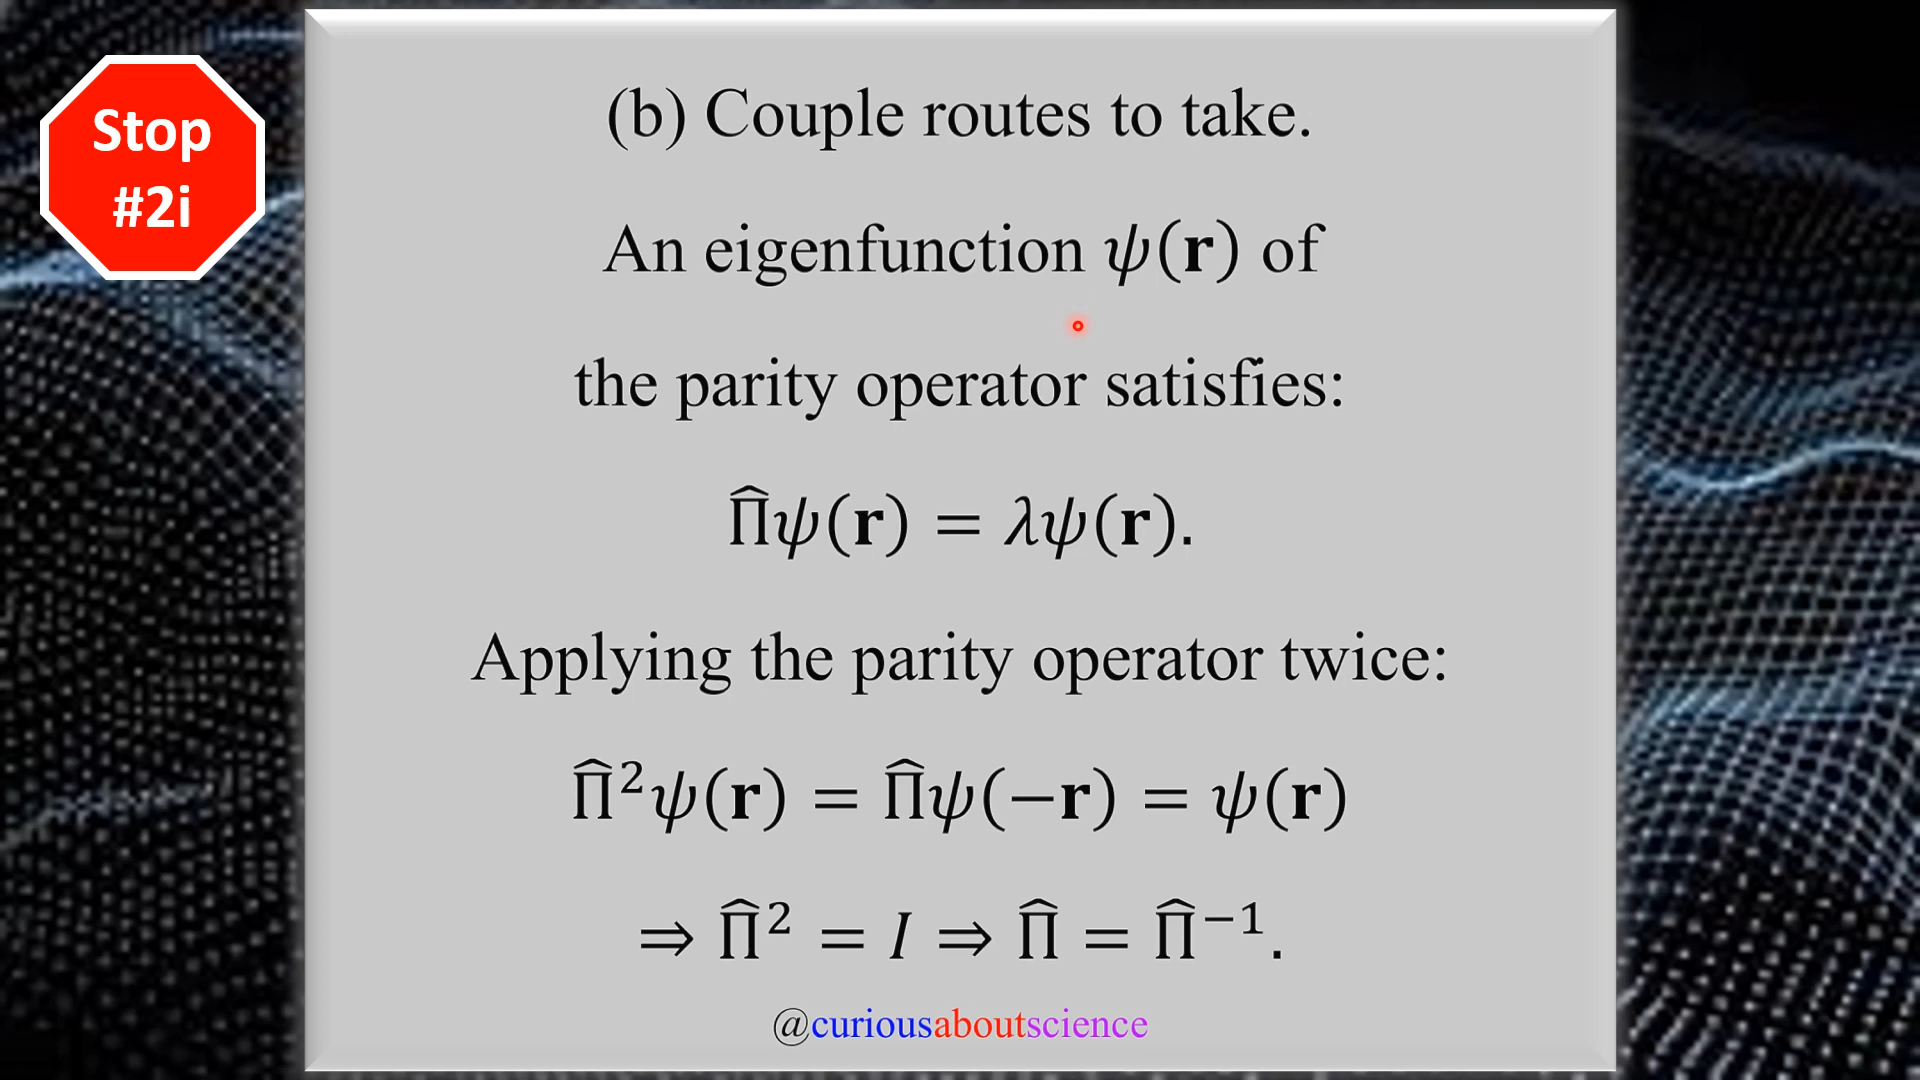 Stop
#2i
(b) Couple routes to take.
An eigenfunction ψ(𝐫) of
the parity operator satisfies:
Π̂ψ(𝐫) = λψ(𝐫).
Applying the parity operator twice:
Π̂²ψ(𝐫) = Π̂ψ(−𝐫) = ψ(𝐫)
⇒ Π̂² = I ⇒ Π̂ = Π̂⁻¹.
@curiousaboutscience